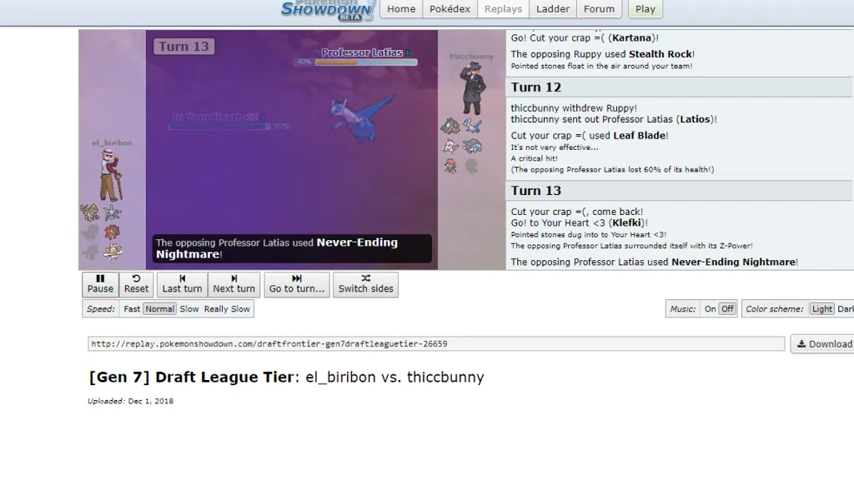 Pokémon
SHOWDOWN
BETA
Home
Pokédex
Replays
Ladder
Forum
Play
Turn 13
Professor Latias
40%
thiccbunny
to Your Heart <3
el_biribon
The opposing Professor Latias used Never-Ending
Nightmare!
Go! Cut your crap =( (Kartana)!
The opposing Ruppy used Stealth Rock!
Pointed stones float in the air around your team!
Turn 12
thiccbunny withdrew Ruppy!
thiccbunny sent out Professor Latias (Latios)!
Cut your crap =( used Leaf Blade!
It's not very effective...
A critical hit!
(The opposing Professor Latias lost 60% of its health!)
Turn 13
Cut your crap =(, come back!
Go! to Your Heart <3 (Klefki)!
Pointed stones dug into to Your Heart <3!
The opposing Professor Latias surrounded itself with its Z-Power!
The opposing Professor Latias used Never-Ending Nightmare!
Pause
Reset
Last turn
Next turn
Go to turn...
Switch sides
Speed: Fast Normal Slow Really Slow
Music: On Off
Color scheme: Light Dark
http://replay.pokemonshowdown.com/draftfrontier-gen7draftleaguetier-26659
Download
[Gen 7] Draft League Tier: el_biribon vs. thiccbunny
Uploaded: Dec 1, 2018